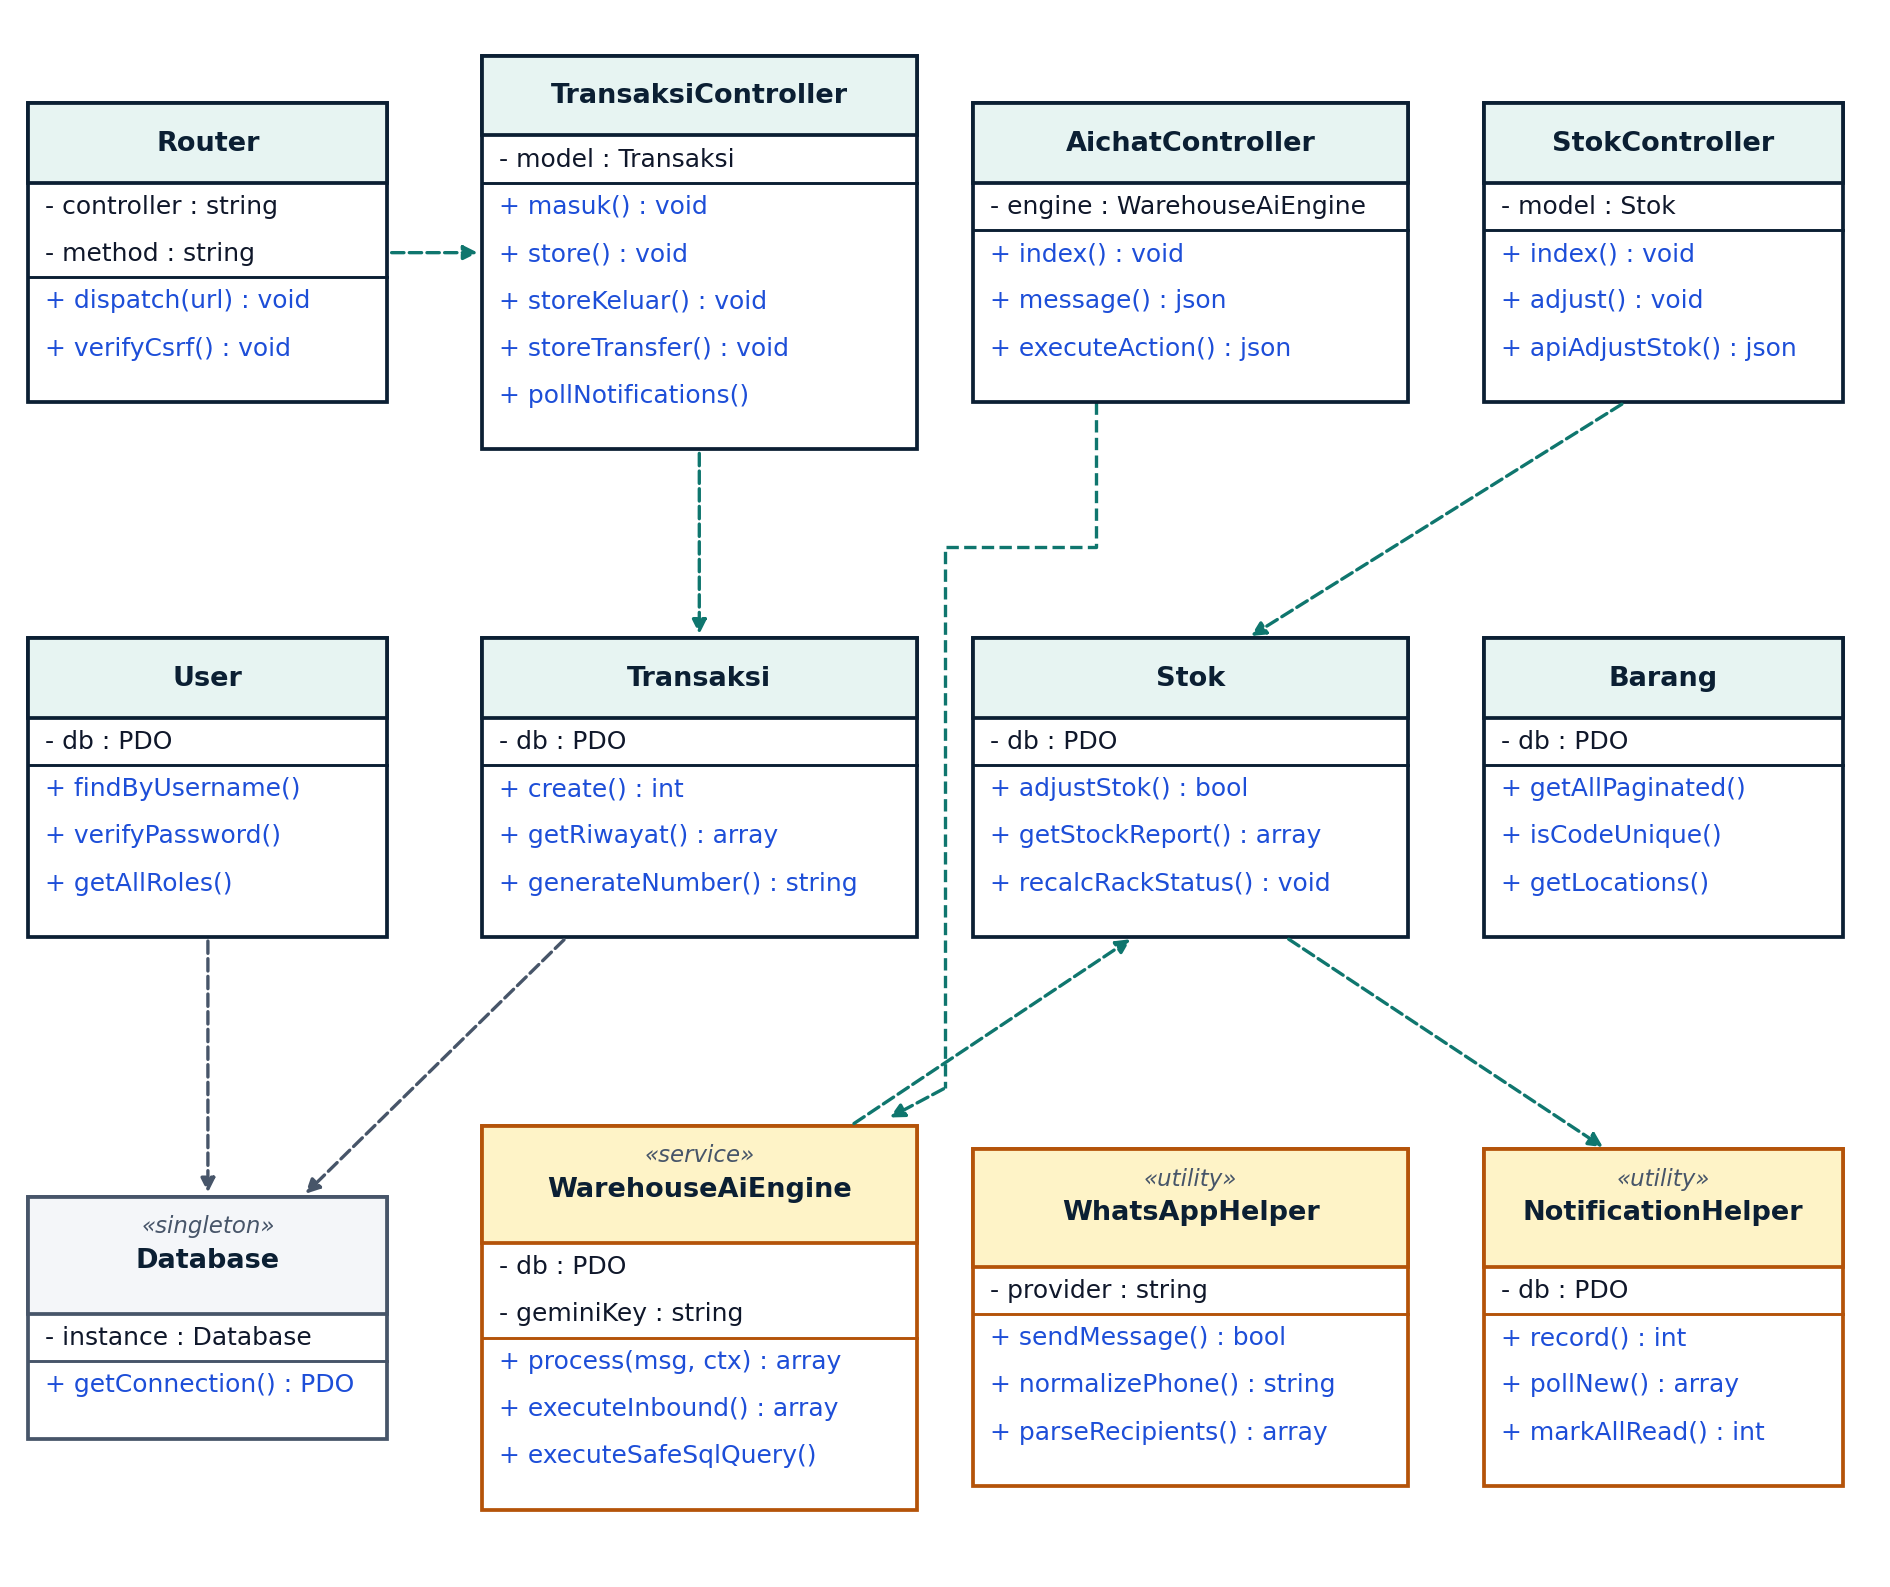 Router
- controller : string
- method : string
+ dispatch(url) : void
+ verifyCsrf() : void
TransaksiController
- model : Transaksi
+ masuk() : void
+ store() : void
+ storeKeluar() : void
+ storeTransfer() : void
+ pollNotifications()
AichatController
- engine : WarehouseAiEngine
+ index() : void
+ message() : json
+ executeAction() : json
StokController
- model : Stok
+ index() : void
+ adjust() : void
+ apiAdjustStok() : json
User
- db : PDO
+ findByUsername()
+ verifyPassword()
+ getAllRoles()
Transaksi
- db : PDO
+ create() : int
+ getRiwayat() : array
+ generateNumber() : string
Stok
- db : PDO
+ adjustStok() : bool
+ getStockReport() : array
+ recalcRackStatus() : void
Barang
- db : PDO
+ getAllPaginated()
+ isCodeUnique()
+ getLocations()
«singleton»
Database
- instance : Database
+ getConnection() : PDO
«service»
WarehouseAiEngine
- db : PDO
- geminiKey : string
+ process(msg, ctx) : array
+ executeInbound() : array
+ executeSafeSqlQuery()
«utility»
WhatsAppHelper
- provider : string
+ sendMessage() : bool
+ normalizePhone() : string
+ parseRecipients() : array
«utility»
NotificationHelper
- db : PDO
+ record() : int
+ pollNew() : array
+ markAllRead() : int